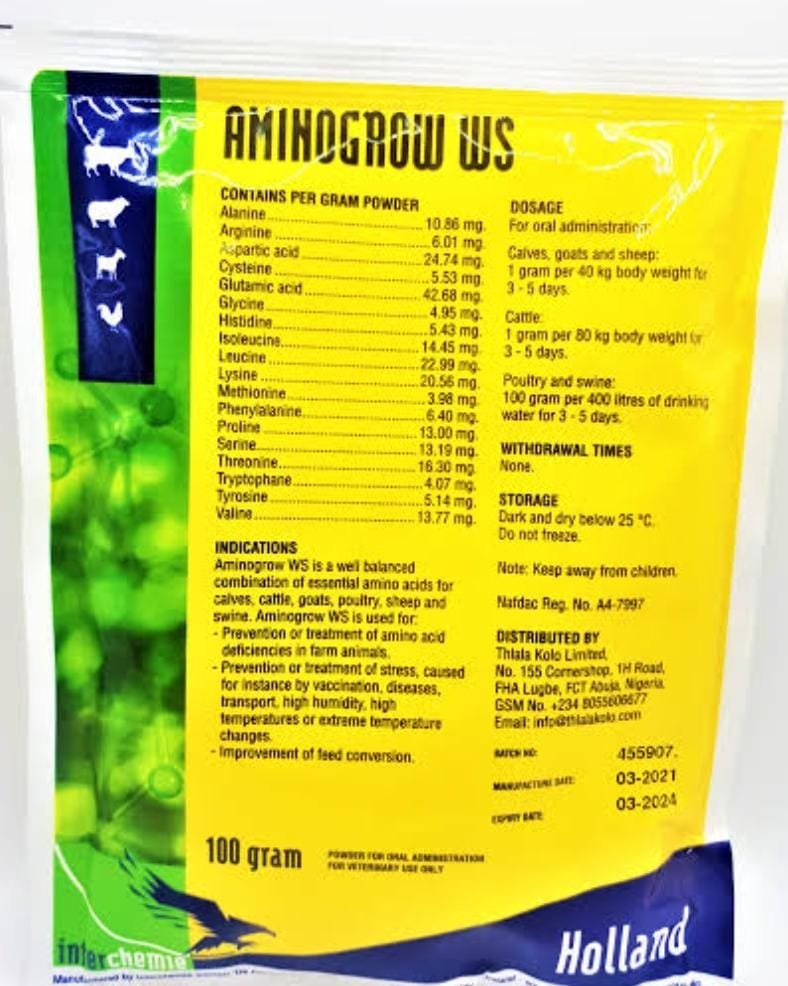 AMINOGROW WS
CONTAINS PER GRAM POWDER
Alanine 10.86 mg.
Arginine 6.01 mg.
Aspartic acid 24.74 mg.
Cysteine 5.53 mg.
Glutamic acid 42.68 mg.
Glycine 4.95 mg.
Histidine 5.43 mg.
Isoleucine 14.45 mg.
Leucine 22.99 mg.
Lysine 20.56 mg.
Methionine 3.98 mg.
Phenylalanine 6.40 mg.
Proline 13.00 mg.
Serine 13.19 mg.
Threonine 16.30 mg.
Tryptophane 4.07 mg.
Tyrosine 5.14 mg.
Valine 13.77 mg.
INDICATIONS
Aminogrow WS is a well balanced
combination of essential amino acids for
calves, cattle, goats, poultry, sheep and
swine. Aminogrow WS is used for:
- Prevention or treatment of amino acid
deficiencies in farm animals.
- Prevention or treatment of stress, caused
for instance by vaccination, diseases,
transport, high humidity, high
temperatures or extreme temperature
changes.
- Improvement of feed conversion.
DOSAGE
For oral administration:
Calves, goats and sheep:
1 gram per 40 kg body weight for
3 - 5 days.
Cattle:
1 gram per 80 kg body weight for
3 - 5 days.
Poultry and swine:
100 gram per 400 litres of drinking
water for 3 - 5 days.
WITHDRAWAL TIMES
None.
STORAGE
Dark and dry below 25 °C.
Do not freeze.
Note: Keep away from children.
Nafdac Reg. No. A4-7997
DISTRIBUTED BY
Thlala Kolo Limited,
No. 155 Cornershop, 1H Road,
FHA Lugbe, FCT Abuja, Nigeria,
GSM No. +234 8055606677
Email: info@thlalakolo.com
BATCH NO: 455907.
MANUFACTURE DATE: 03-2021
EXPIRY DATE: 03-2024
100 gram
POWDER FOR ORAL ADMINISTRATION
FOR VETERINARY USE ONLY
interchemie
Holland
Manufactured by